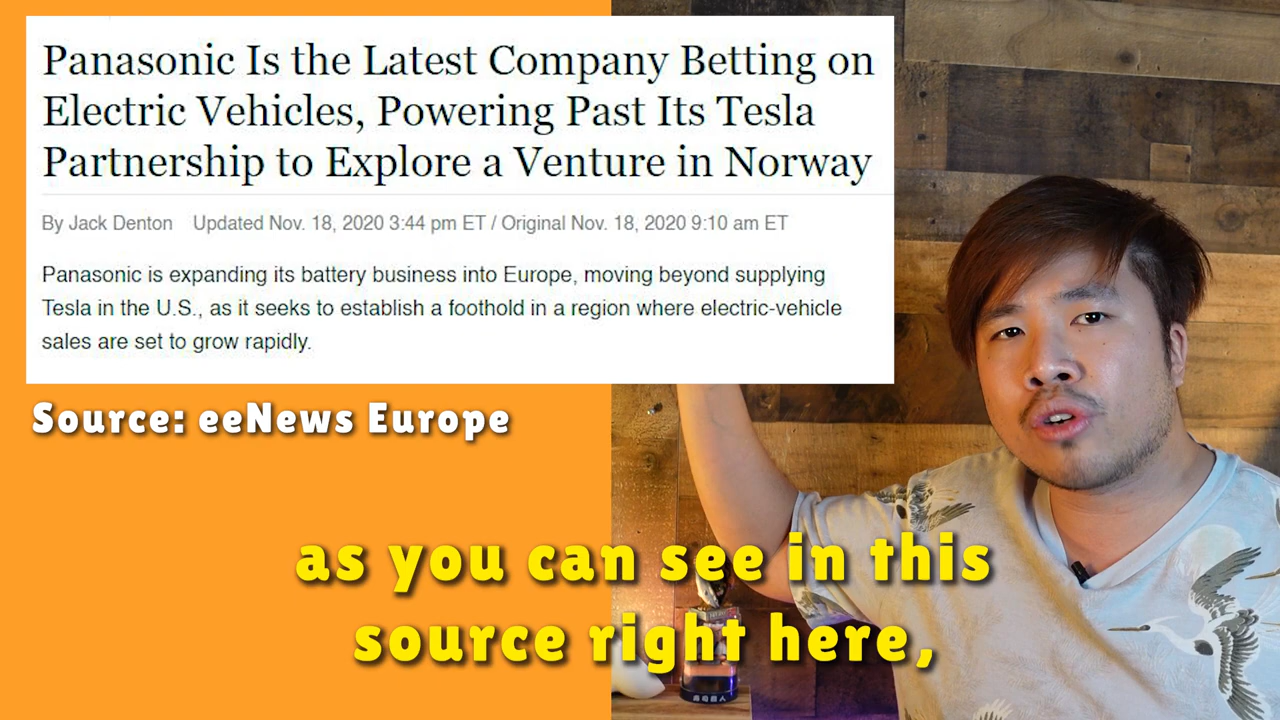 Panasonic Is the Latest Company Betting on
Electric Vehicles, Powering Past Its Tesla
Partnership to Explore a Venture in Norway
By Jack Denton Updated Nov. 18, 2020 3:44 pm ET / Original Nov. 18, 2020 9:10 am ET
Panasonic is expanding its battery business into Europe, moving beyond supplying
Tesla in the U.S., as it seeks to establish a foothold in a region where electric-vehicle
sales are set to grow rapidly.
Source: eeNews Europe
as you can see in this
source right here,